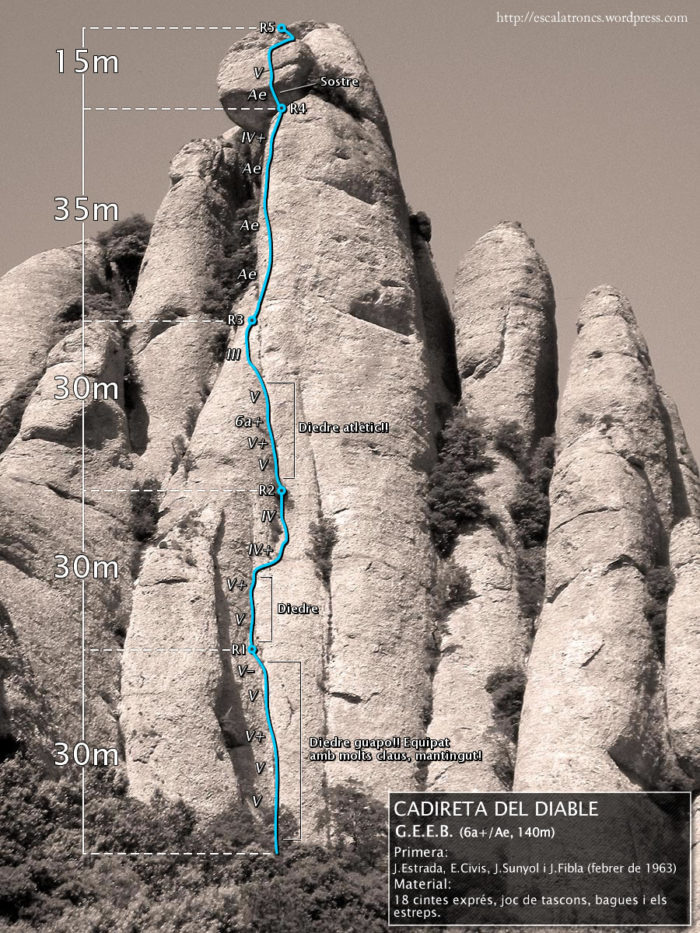 http://escalatroncs.wordpress.com
R5
15m
V
Sostre
Ae
R4
IV+
Ae
35m
Ae
Ae
R3
III
30m
V
6a+
Diedre atlètic!!
V+
V
R2
IV
IV+
30m
V+
Diedre
V
R1
V-
V
V+
Diedre guapo!! Equipat
amb molts claus, mantingut!
30m
V
V
CADIRETA DEL DIABLE
G.E.E.B. (6a+/Ae, 140m)
Primera:
J.Estrada, E.Civis, J.Sunyol i J.Fibla (febrer de 1963)
Material:
18 cintes exprés, joc de tascons, bagues i els
estreps.